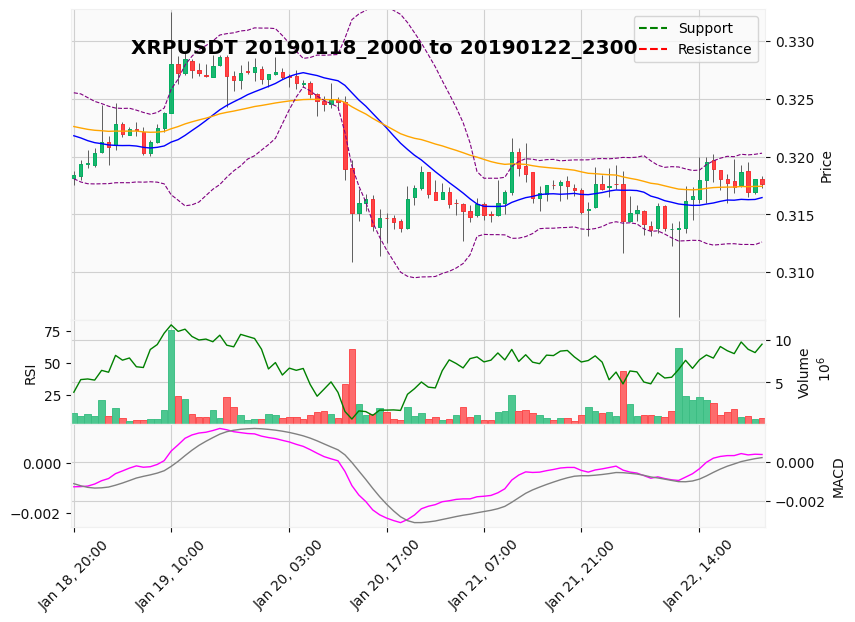 XRPUSDT 20190118_2000 to 20190122_2300
Support
Resistance
0.330
0.325
0.320
0.315
0.310
Price
75
50
25
RSI
10
5
Volume
10^6
0.000
−0.002
0.000
−0.002
MACD
Jan 18, 20:00
Jan 19, 10:00
Jan 20, 03:00
Jan 20, 17:00
Jan 21, 07:00
Jan 21, 21:00
Jan 22, 14:00